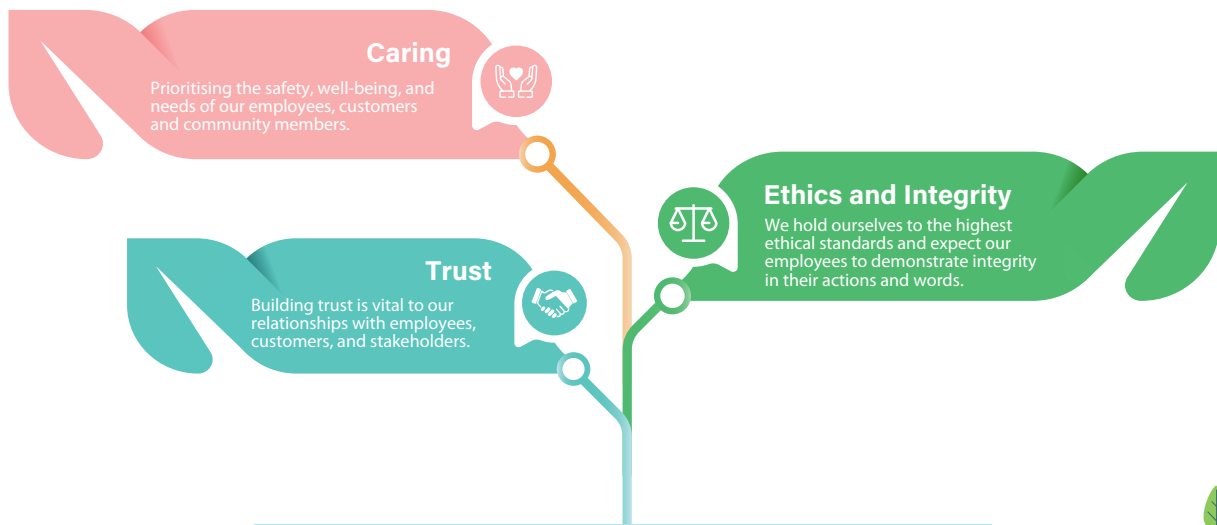 Caring
Prioritising the safety, well-being, and
needs of our employees, customers
and community members.
Ethics and Integrity
We hold ourselves to the highest
ethical standards and expect our
employees to demonstrate integrity
in their actions and words.
Trust
Building trust is vital to our
relationships with employees,
customers, and stakeholders.